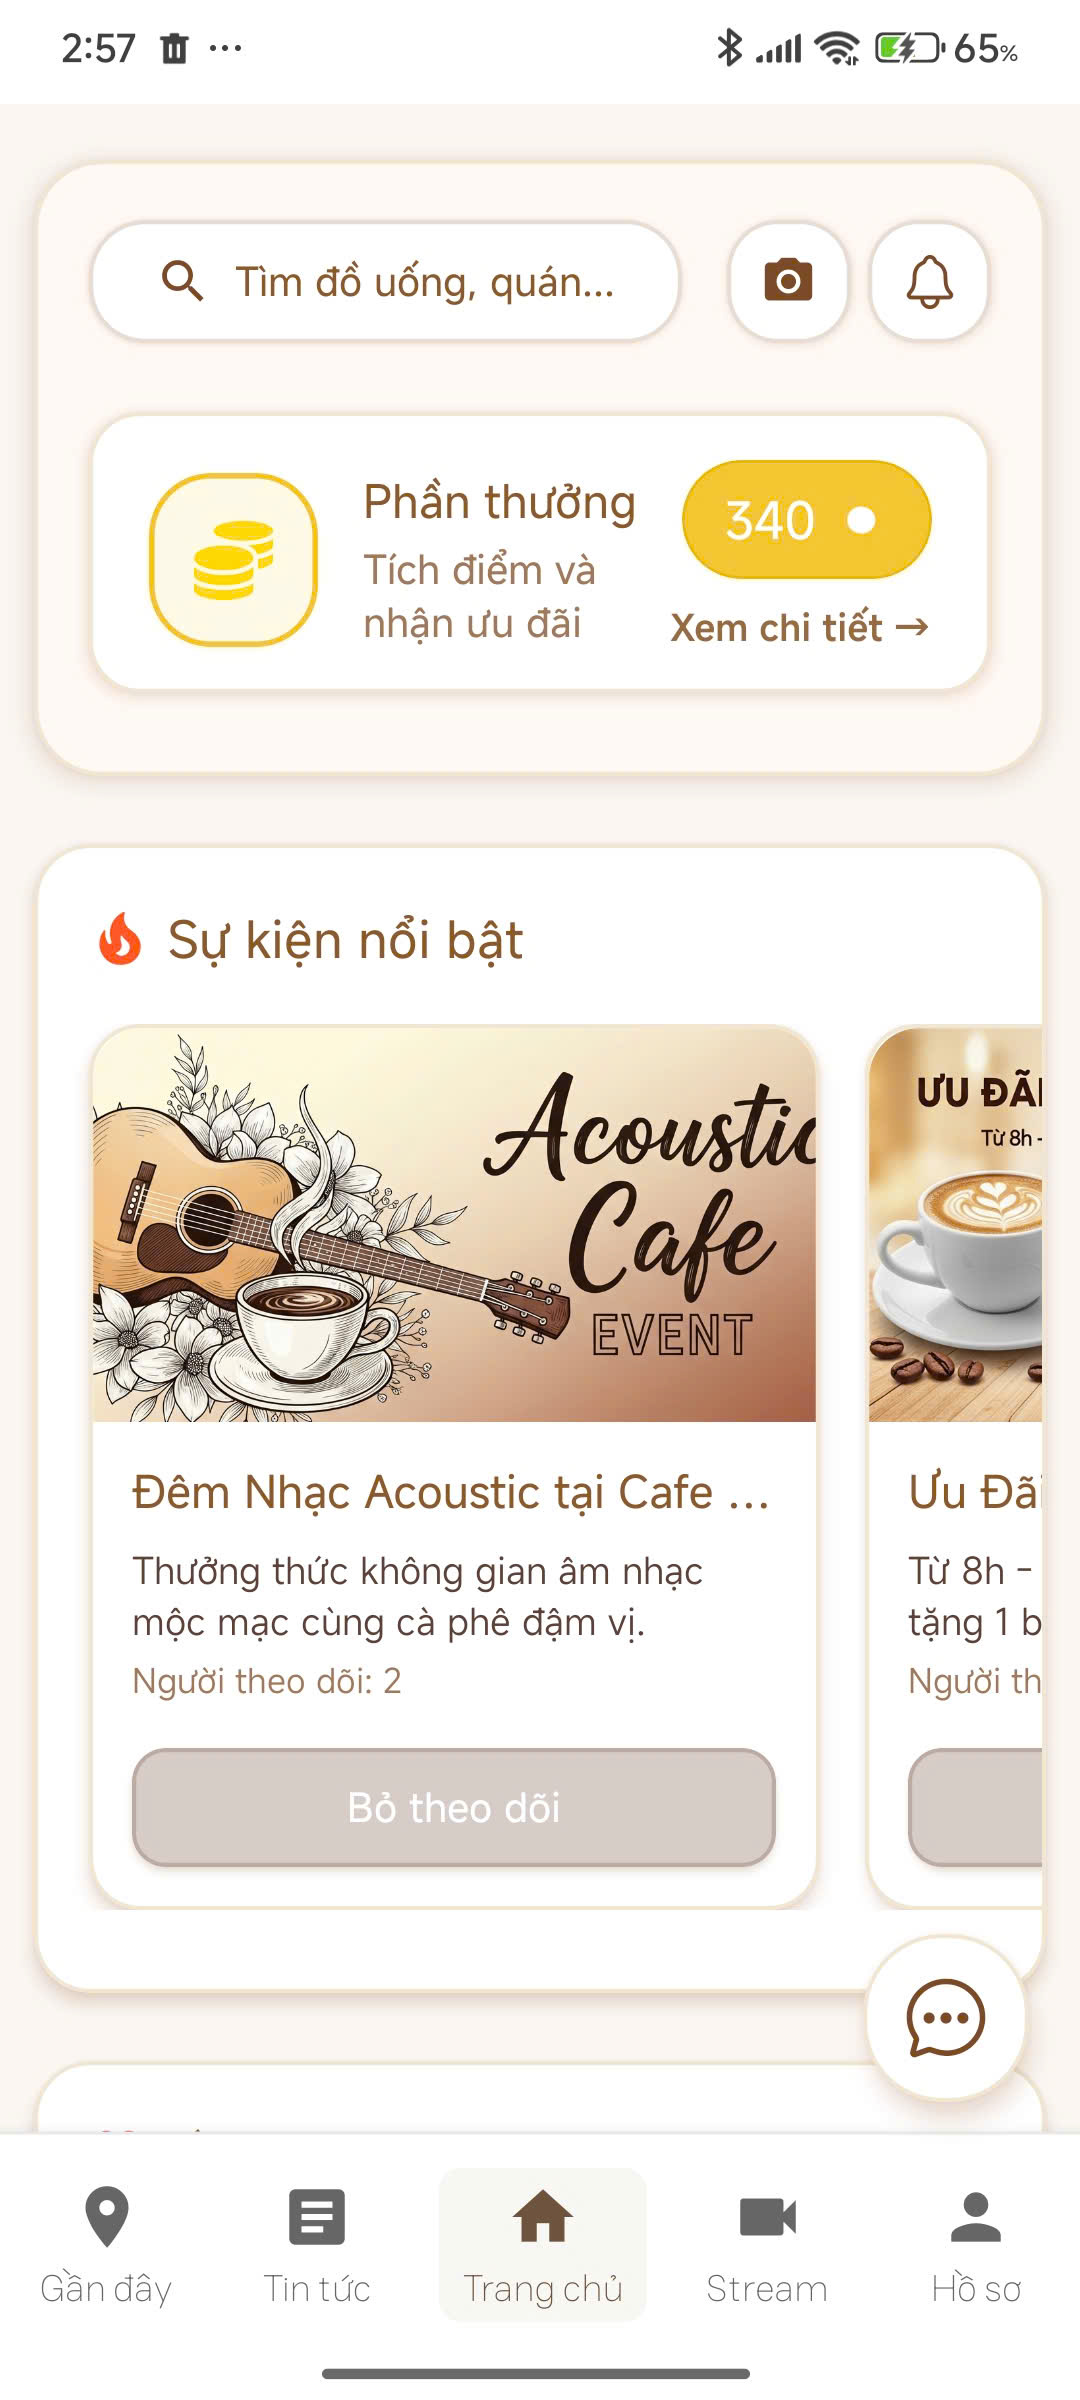 2:57
65%
Tìm đồ uống, quán...
Phần thưởng
340
Tích điểm và
nhận ưu đãi
Xem chi tiết →
Sự kiện nổi bật
Acoustic
Cafe
EVENT
ƯU ĐÃI
Từ 8h -
Đêm Nhạc Acoustic tại Cafe ...
Thưởng thức không gian âm nhạc
mộc mạc cùng cà phê đậm vị.
Người theo dõi: 2
Bỏ theo dõi
Ưu Đãi
Từ 8h -
tặng 1 b
Người th
Gần đây
Tin tức
Trang chủ
Stream
Hồ sơ